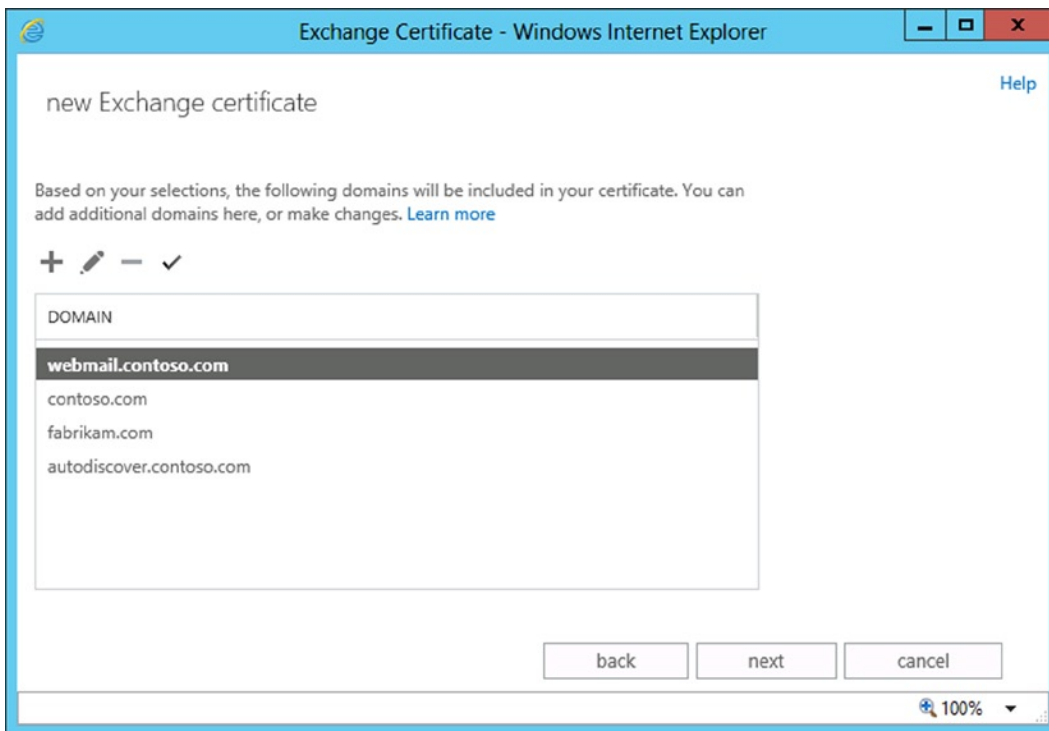 Exchange Certificate - Windows Internet Explorer
Help
new Exchange certificate
Based on your selections, the following domains will be included in your certificate. You can
add additional domains here, or make changes. Learn more
DOMAIN
webmail.contoso.com
contoso.com
fabrikam.com
autodiscover.contoso.com
back next cancel
100%